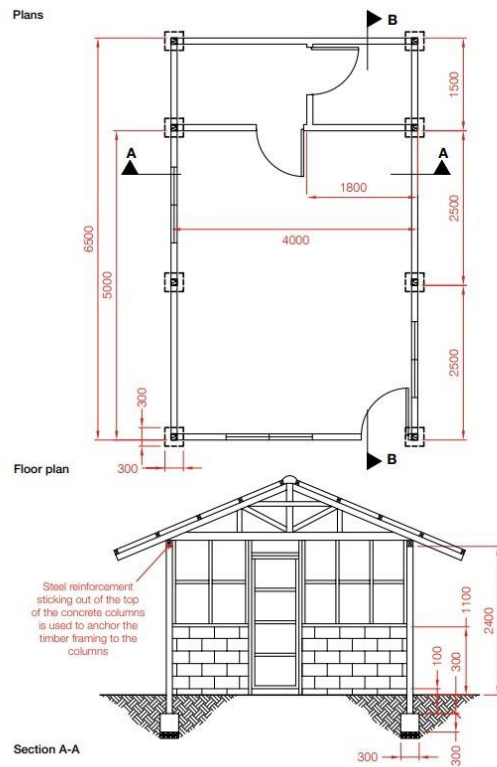 Plans
B
1500
A
A
1800
2500
6500
5000
4000
300
2500
300
B
Floor plan
Steel reinforcement
sticking out of the top
of the concrete columns
is used to anchor the
timber framing to the
columns
1100
2400
100
300
300
300
Section A-A